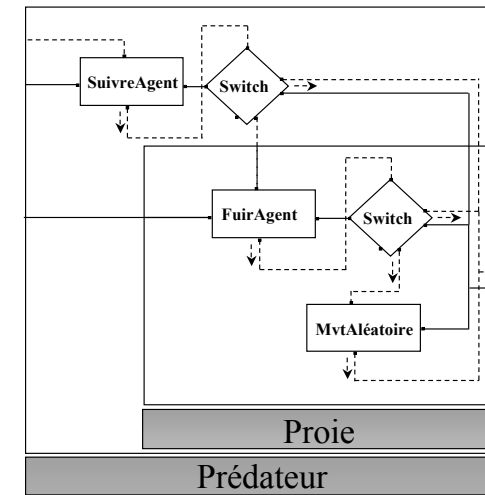 SuivreAgent
Switch
FuirAgent
Switch
MvtAléatoire
Proie
Prédateur